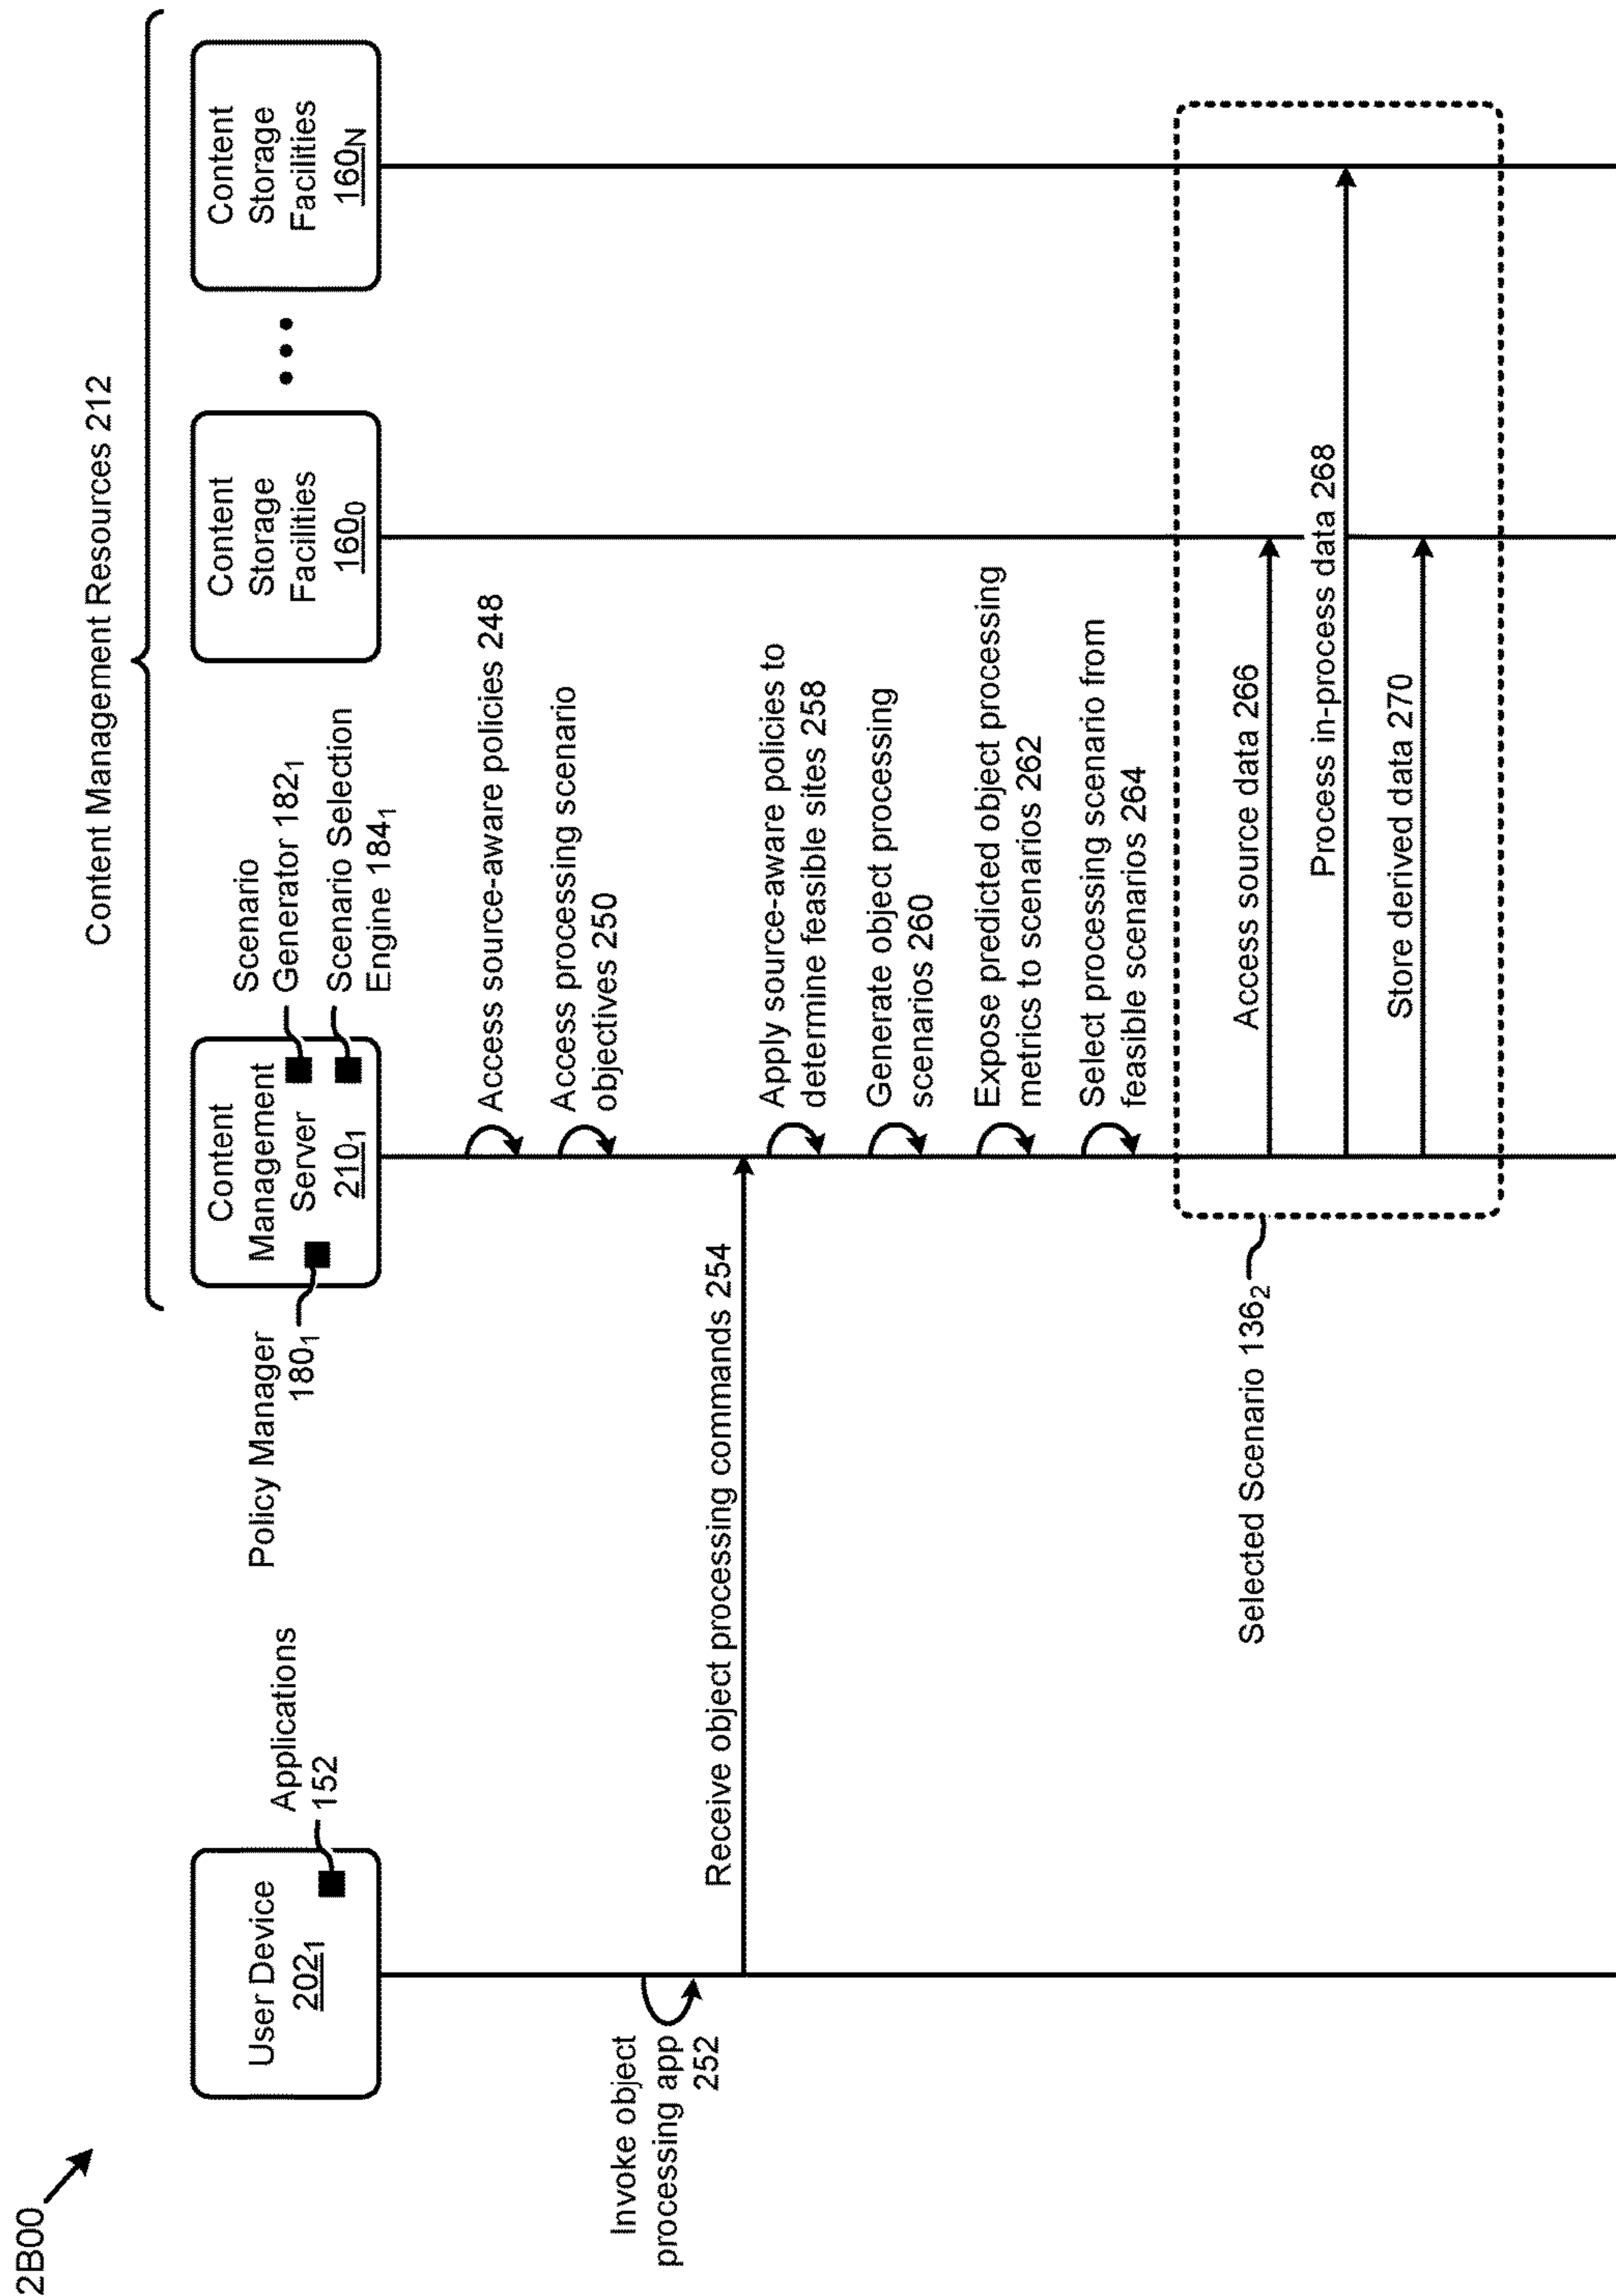 2B00
Content Management Resources 212
User Device
202₁
Applications
152
Policy Manager
180₁
Content
Management
Server
210₁
Scenario
Generator 182₁
Scenario Selection
Engine 184₁
Content
Storage
Facilities
160₀
Content
Storage
Facilities
160N
Access source-aware policies 248
Access processing scenario
objectives 250
Invoke object
processing app
252
Receive object processing commands 254
Apply source-aware policies to
determine feasible sites 258
Generate object processing
scenarios 260
Expose predicted object processing
metrics to scenarios 262
Select processing scenario from
feasible scenarios 264
Selected Scenario 136₂
Access source data 266
Process in-process data 268
Store derived data 270